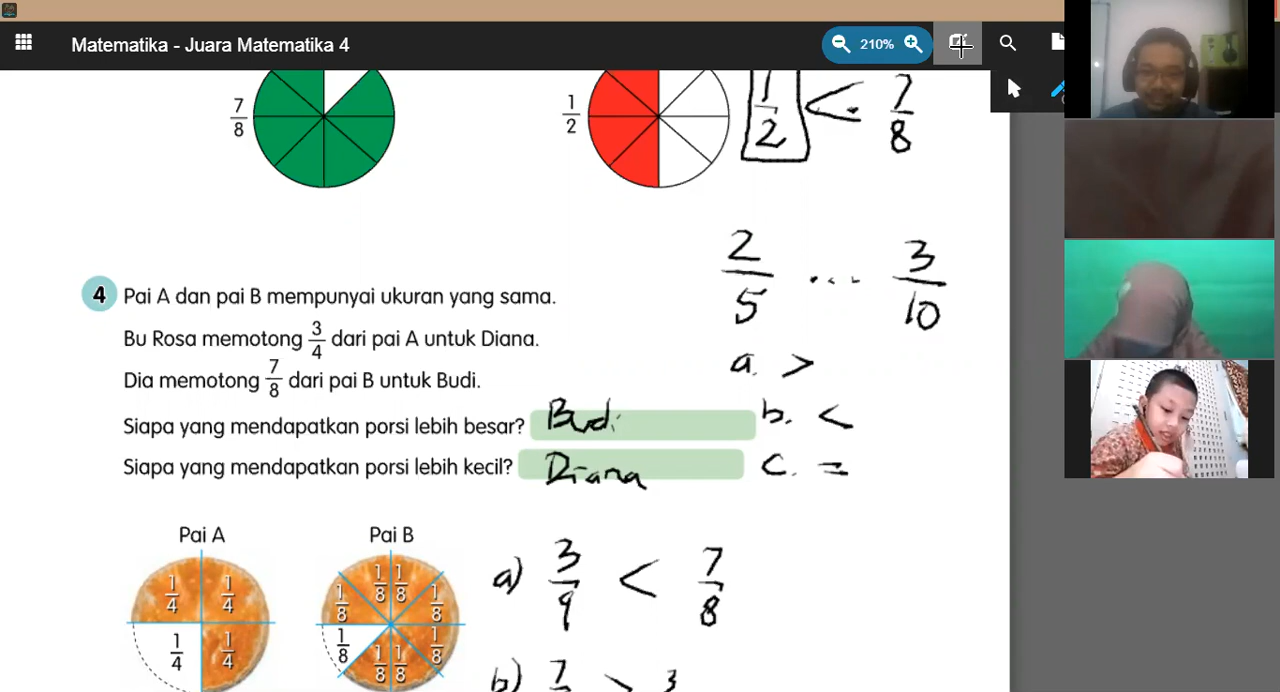 Matematika - Juara Matematika 4
210%
7/8
1/2
1/2 < 7/8
2/5 ... 3/10
a. >
b. <
c. =
4 Pai A dan pai B mempunyai ukuran yang sama.
Bu Rosa memotong 3/4 dari pai A untuk Diana.
Dia memotong 7/8 dari pai B untuk Budi.
Siapa yang mendapatkan porsi lebih besar? Budi
Siapa yang mendapatkan porsi lebih kecil? Diana
Pai A Pai B
1/4 1/4
1/4 1/4
1/8 1/8 1/8 1/8
1/8 1/8 1/8 1/8
a) 3/9 < 7/8
b) 7 > 3